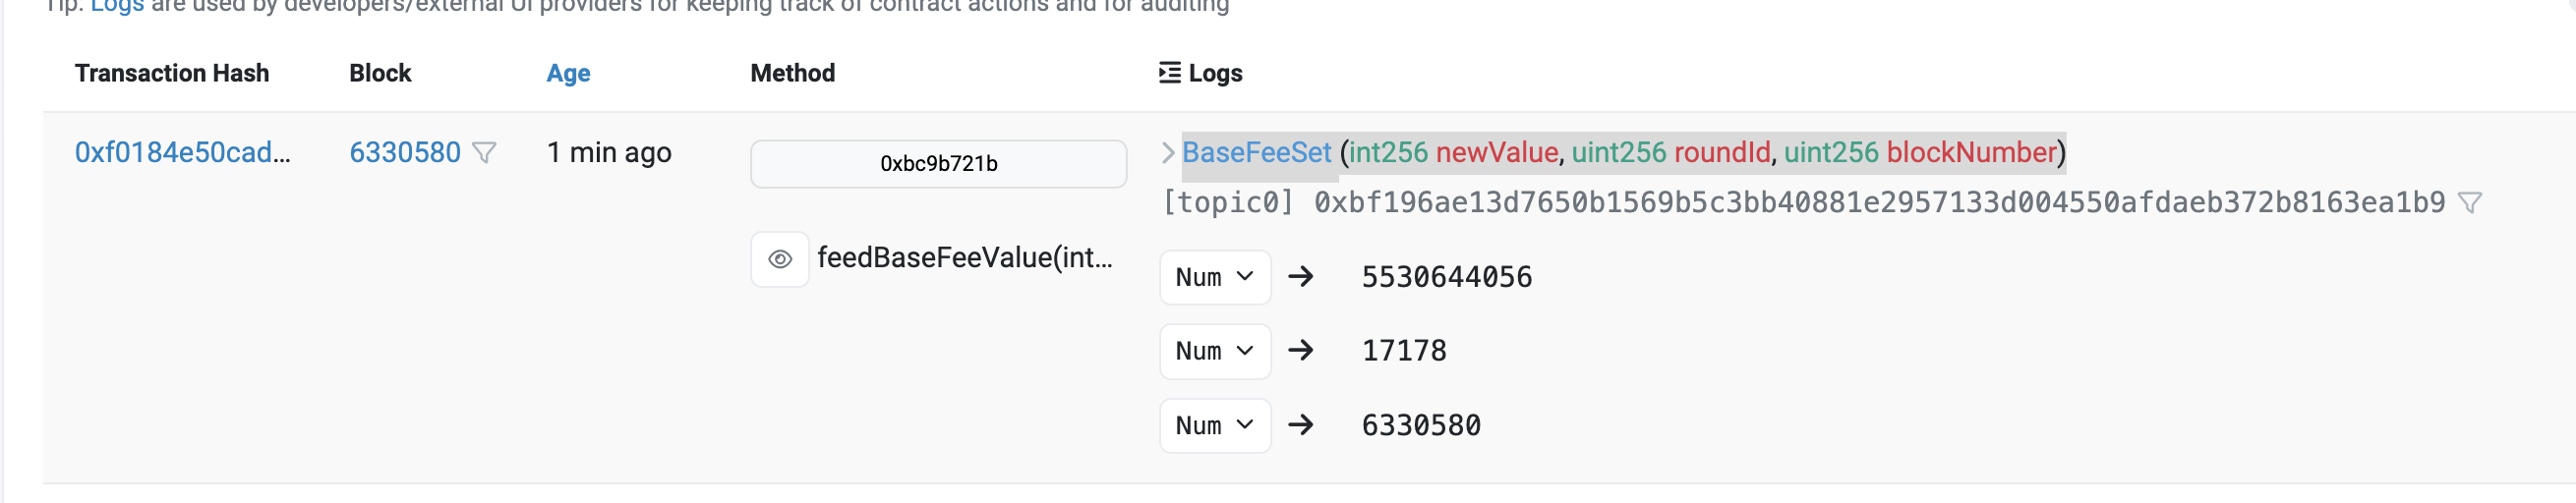 Tip: Logs are used by developers/external UI providers for keeping track of contract actions and for auditing
Transaction Hash Block Age Method Logs
0xf0184e50cad... 6330580 1 min ago 0xbc9b721b BaseFeeSet (int256 newValue, uint256 roundId, uint256 blockNumber)
[topic0] 0xbf196ae13d7650b1569b5c3bb40881e2957133d004550afdaeb372b8163ea1b9
feedBaseFeeValue(int...
Num → 5530644056
Num → 17178
Num → 6330580